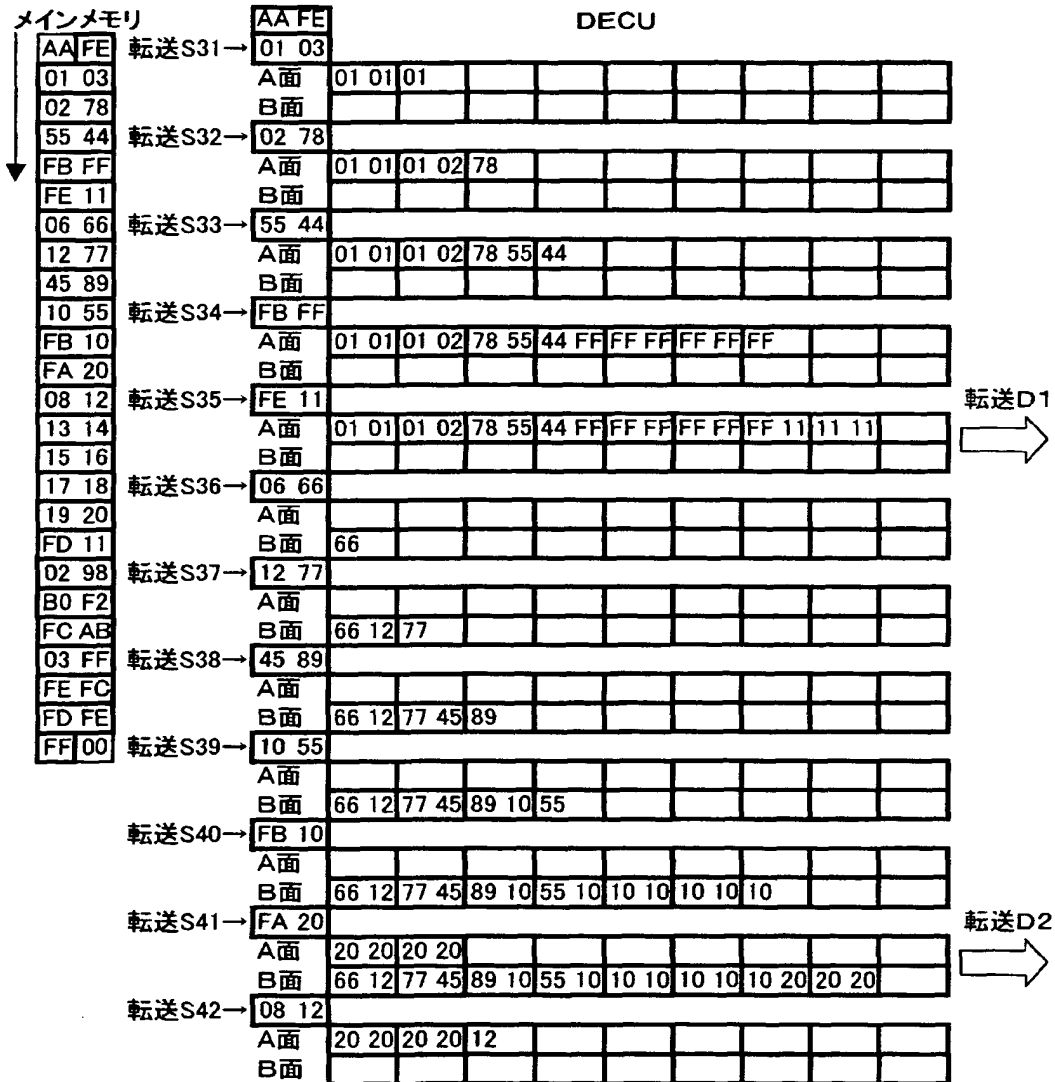 メインメモリ
DECU
AA FE
AA FE 転送S31→ 01 03
01 03 A面 01 01 01
02 78 B面
55 44 転送S32→ 02 78
FB FF A面 01 01 01 02 78
FE 11 B面
06 66 転送S33→ 55 44
12 77 A面 01 01 01 02 78 55 44
45 89 B面
10 55 転送S34→ FB FF
FB 10 A面 01 01 01 02 78 55 44 FF FF FF FF FF FF
FA 20 B面
08 12 転送S35→ FE 11 転送D1
13 14 A面 01 01 01 02 78 55 44 FF FF FF FF FF FF 11 11 11
15 16 B面
17 18 転送S36→ 06 66
19 20 A面
FD 11 B面 66
02 98 転送S37→ 12 77
B0 F2 A面
FC AB B面 66 12 77
03 FF 転送S38→ 45 89
FE FC A面
FD FE B面 66 12 77 45 89
FF 00 転送S39→ 10 55
A面
B面 66 12 77 45 89 10 55
転送S40→ FB 10
A面
B面 66 12 77 45 89 10 55 10 10 10 10 10 10
転送S41→ FA 20 転送D2
A面 20 20 20 20
B面 66 12 77 45 89 10 55 10 10 10 10 10 10 20 20 20
転送S42→ 08 12
A面 20 20 20 20 12
B面